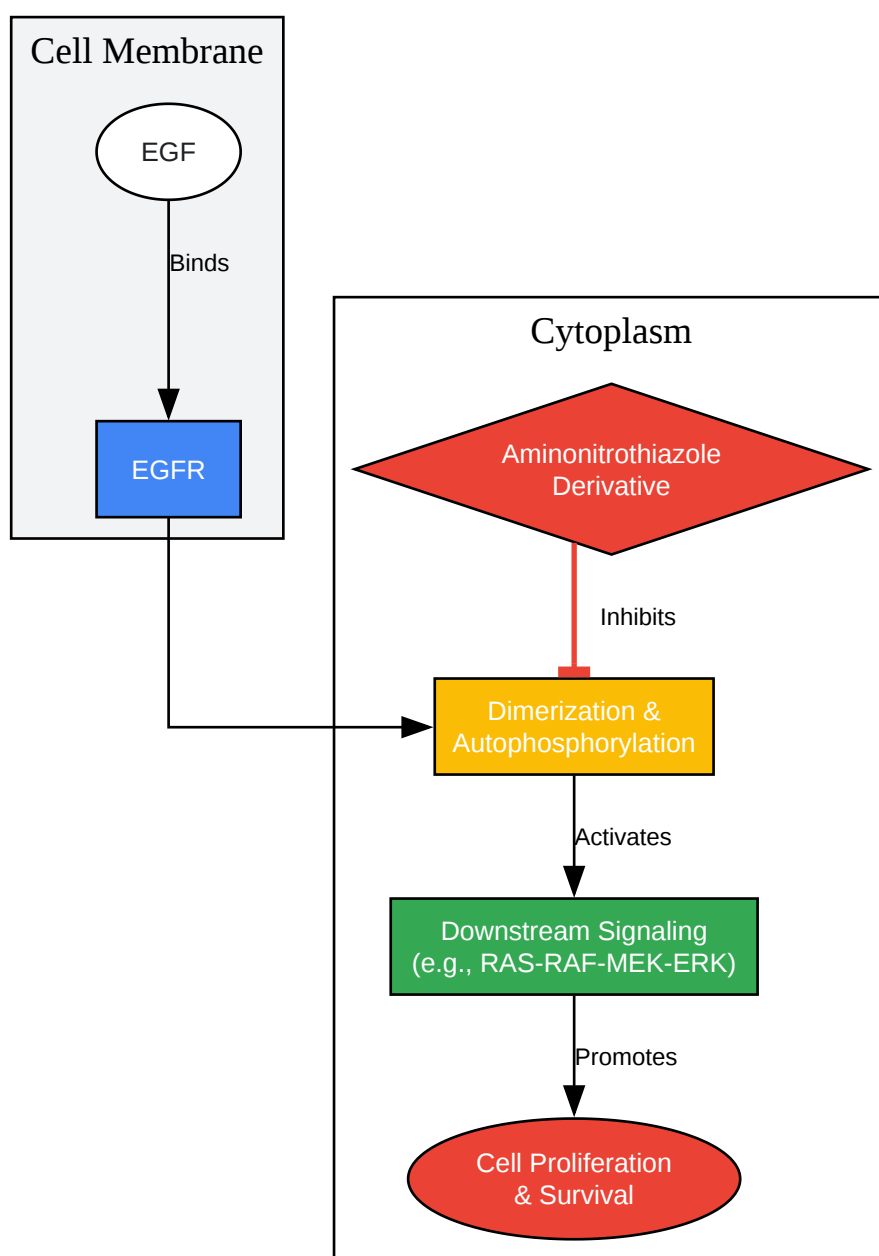 Cell Membrane
EGF
Binds
EGFR
Cytoplasm
Aminonitrothiazole
Derivative
Inhibits
Dimerization &
Autophosphorylation
Activates
Downstream Signaling
(e.g., RAS-RAF-MEK-ERK)
Promotes
Cell Proliferation
& Survival